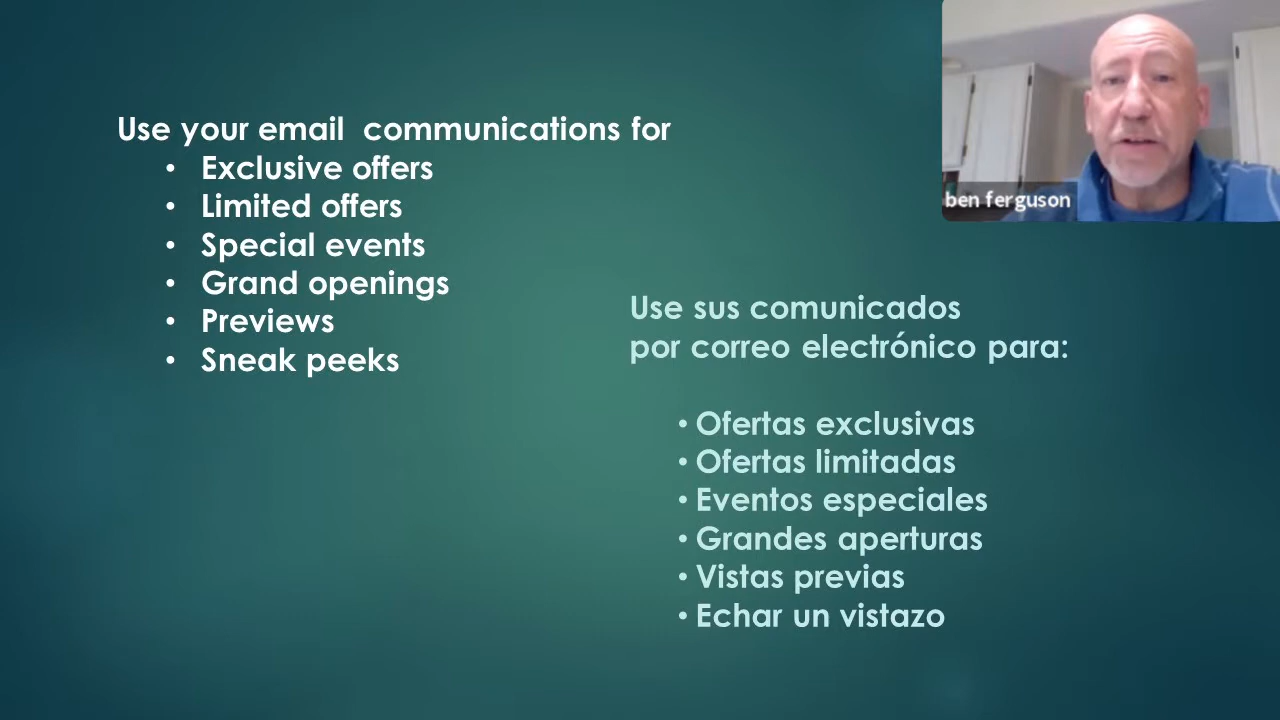 Use your email  communications for
• Exclusive offers
• Limited offers
• Special events
• Grand openings
• Previews
• Sneak peeks
ben ferguson
Use sus comunicados
por correo electrónico para:
• Ofertas exclusivas
• Ofertas limitadas
• Eventos especiales
• Grandes aperturas
• Vistas previas
• Echar un vistazo